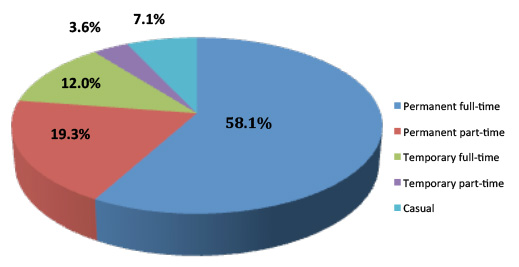 7.1%
3.6%
12.0%
58.1%
19.3%
Permanent full-time
Permanent part-time
Temporary full-time
Temporary part-time
Casual